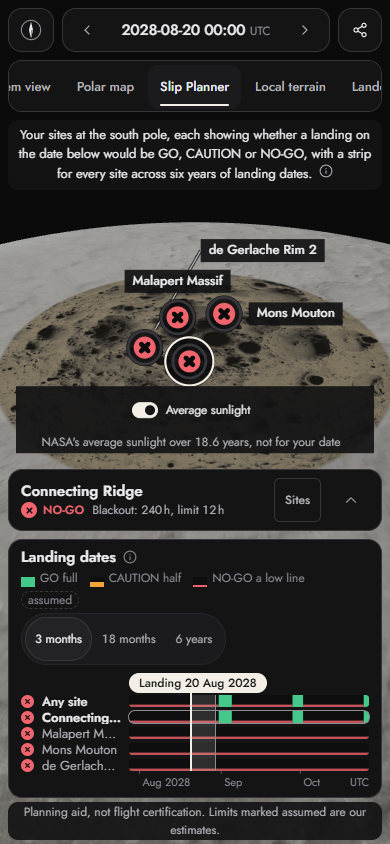 2028-08-20 00:00 UTC
em view Polar map Slip Planner Local terrain Lande
Your sites at the south pole, each showing whether a landing on
the date below would be GO, CAUTION or NO-GO, with a strip
for every site across six years of landing dates.
de Gerlache Rim 2
Malapert Massif
Mons Mouton
Average sunlight
NASA's average sunlight over 18.6 years, not for your date
Connecting Ridge
NO-GO Blackout: 240 h, limit 12 h
Sites
Landing dates
GO full CAUTION half NO-GO a low line
assumed
3 months 18 months 6 years
Landing 20 Aug 2028
Any site
Connecting...
Malapert M...
Mons Mouton
de Gerlach...
Aug 2028 Sep Oct UTC
Planning aid, not flight certification. Limits marked assumed are our
estimates.